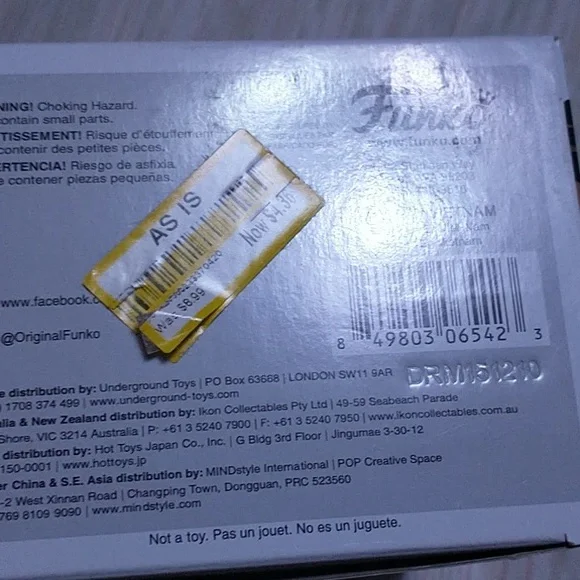 NING! Choking Hazard.
ontain small parts.
TISSEMENT! Risque d'étouffement
contenir des petites pièces.
ERTENCIA! Riesgo de asfixia.
e contener piezas pequeñas.
Funko
www.funko.com
AS IS
Now $4.36
Was $8.99
www.facebook.c
@OriginalFunko
8 49803 06542 3
DRM151210
e distribution by: Underground Toys | PO Box 63668 | LONDON SW11 9AR
) 1708 374 499 | www.underground-toys.com
alia & New Zealand distribution by: Ikon Collectables Pty Ltd | 49-59 Seabeach Parade
Shore, VIC 3214 Australia | P: +61 3 5240 7900 | F: +61 3 5240 7950 | www.ikoncollectables.com.au
distribution by: Hot Toys Japan Co., Inc. | G Bldg 3rd Floor | Jingumae 3-30-12
150-0001 | www.hottoys.jp
er China & S.E. Asia distribution by: MINDstyle International | POP Creative Space
-2 West Xinnan Road | Changping Town, Dongguan, PRC 523560
769 8109 9090 | www.mindstyle.com
Not a toy. Pas un jouet. No es un juguete.